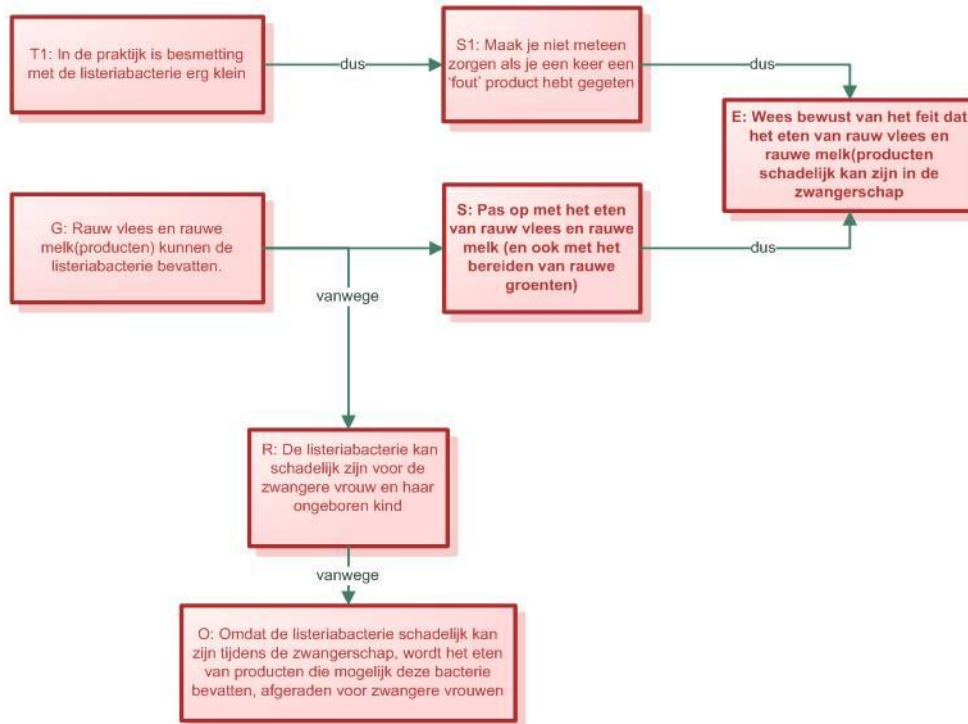 T1: In de praktijk is besmetting
met de listeriabacterie erg klein
dus
S1: Maak je niet meteen
zorgen als je een keer een
'fout' product hebt gegeten
dus
E: Wees bewust van het feit dat
het eten van rauw vlees en
rauwe melk(producten
schadelijk kan zijn in de
zwangerschap
G: Rauw vlees en rauwe
melk(producten) kunnen de
listeriabacterie bevatten.
S: Pas op met het eten
van rauw vlees en rauwe
melk (en ook met het
bereiden van rauwe
groenten)
dus
vanwege
R: De listeriabacterie kan
schadelijk zijn voor de
zwangere vrouw en haar
ongeboren kind
vanwege
O: Omdat de listeriabacterie schadelijk kan
zijn tijdens de zwangerschap, wordt het eten
van producten die mogelijk deze bacterie
bevatten, afgeraden voor zwangere vrouwen